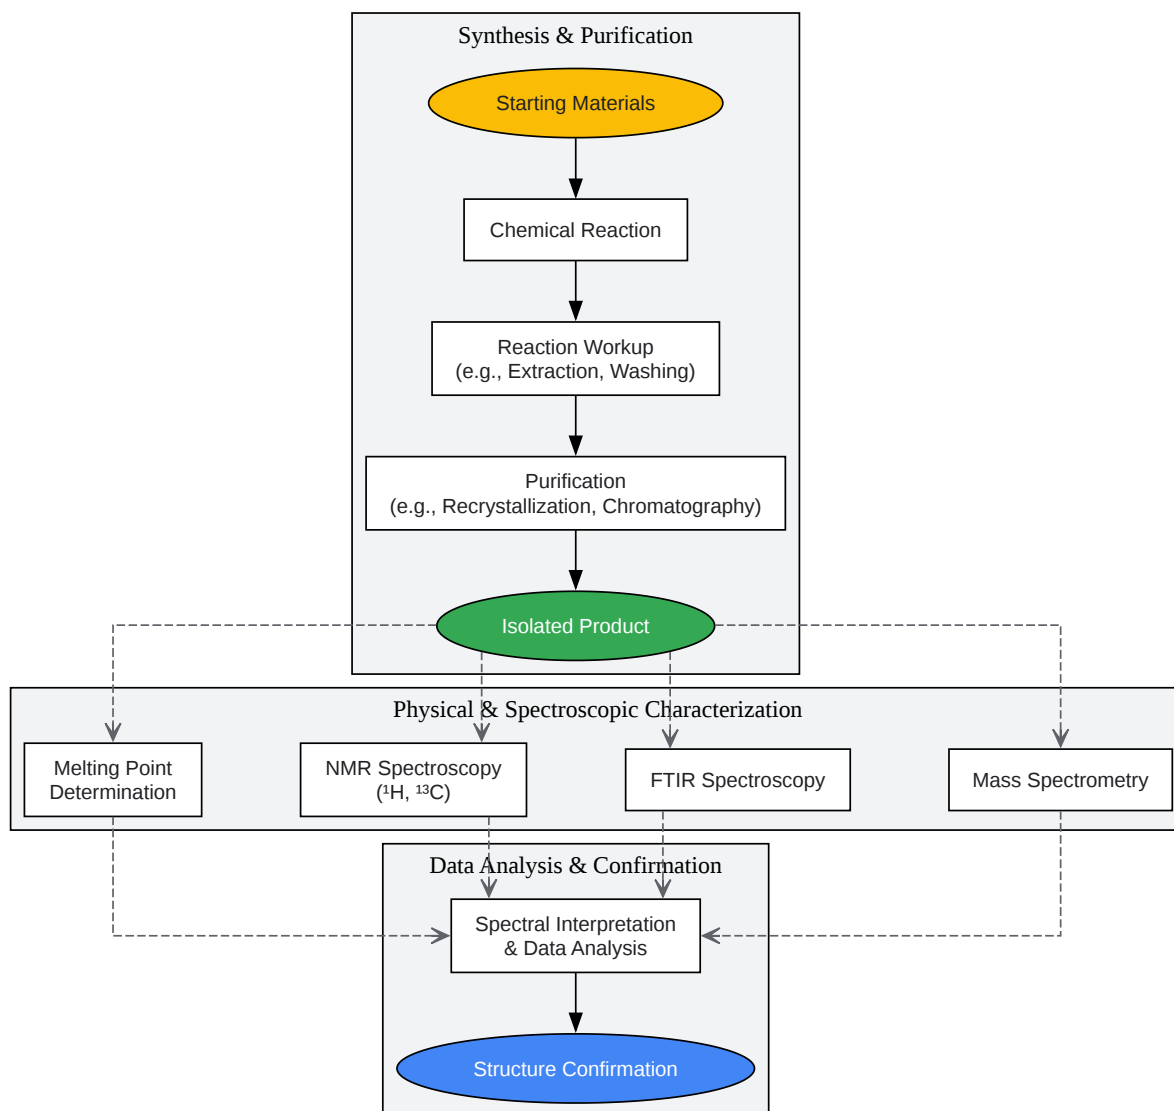 Synthesis & Purification
Starting Materials
Chemical Reaction
Reaction Workup
(e.g., Extraction, Washing)
Purification
(e.g., Recrystallization, Chromatography)
Isolated Product
Physical & Spectroscopic Characterization
Melting Point
Determination
NMR Spectroscopy
(¹H, ¹³C)
FTIR Spectroscopy
Mass Spectrometry
Data Analysis & Confirmation
Spectral Interpretation
& Data Analysis
Structure Confirmation